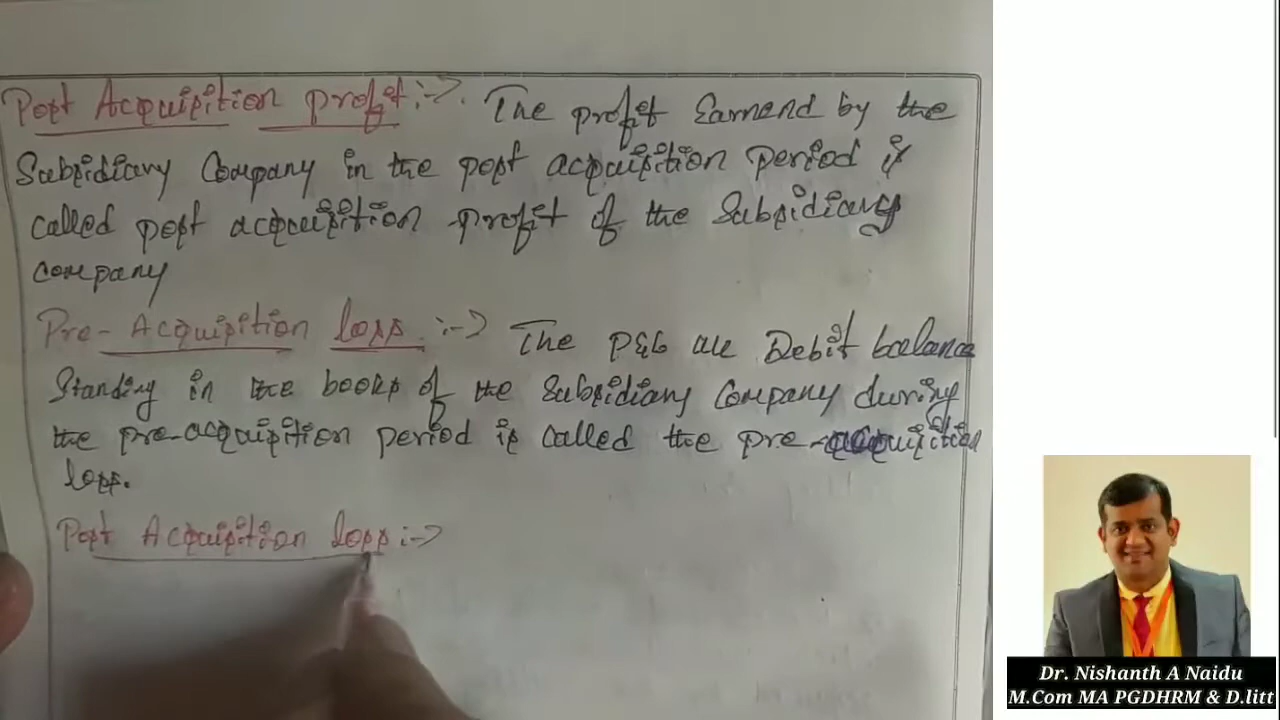 Post Acquisition profit :->. The profit Earnend by the
Subsidiary Company in the post acquisition period is
called post acquisition profit of the Subsidiary
company
Pre-Acquisition loss :-> The P&L a/c Debit balance
Standing in the books of the Subsidiary Company during
the pre-acquisition period is called the pre-acquisition
loss.
Post Acquisition loss :->
Dr. Nishanth A Naidu
M.Com MA PGDHRM & D.litt